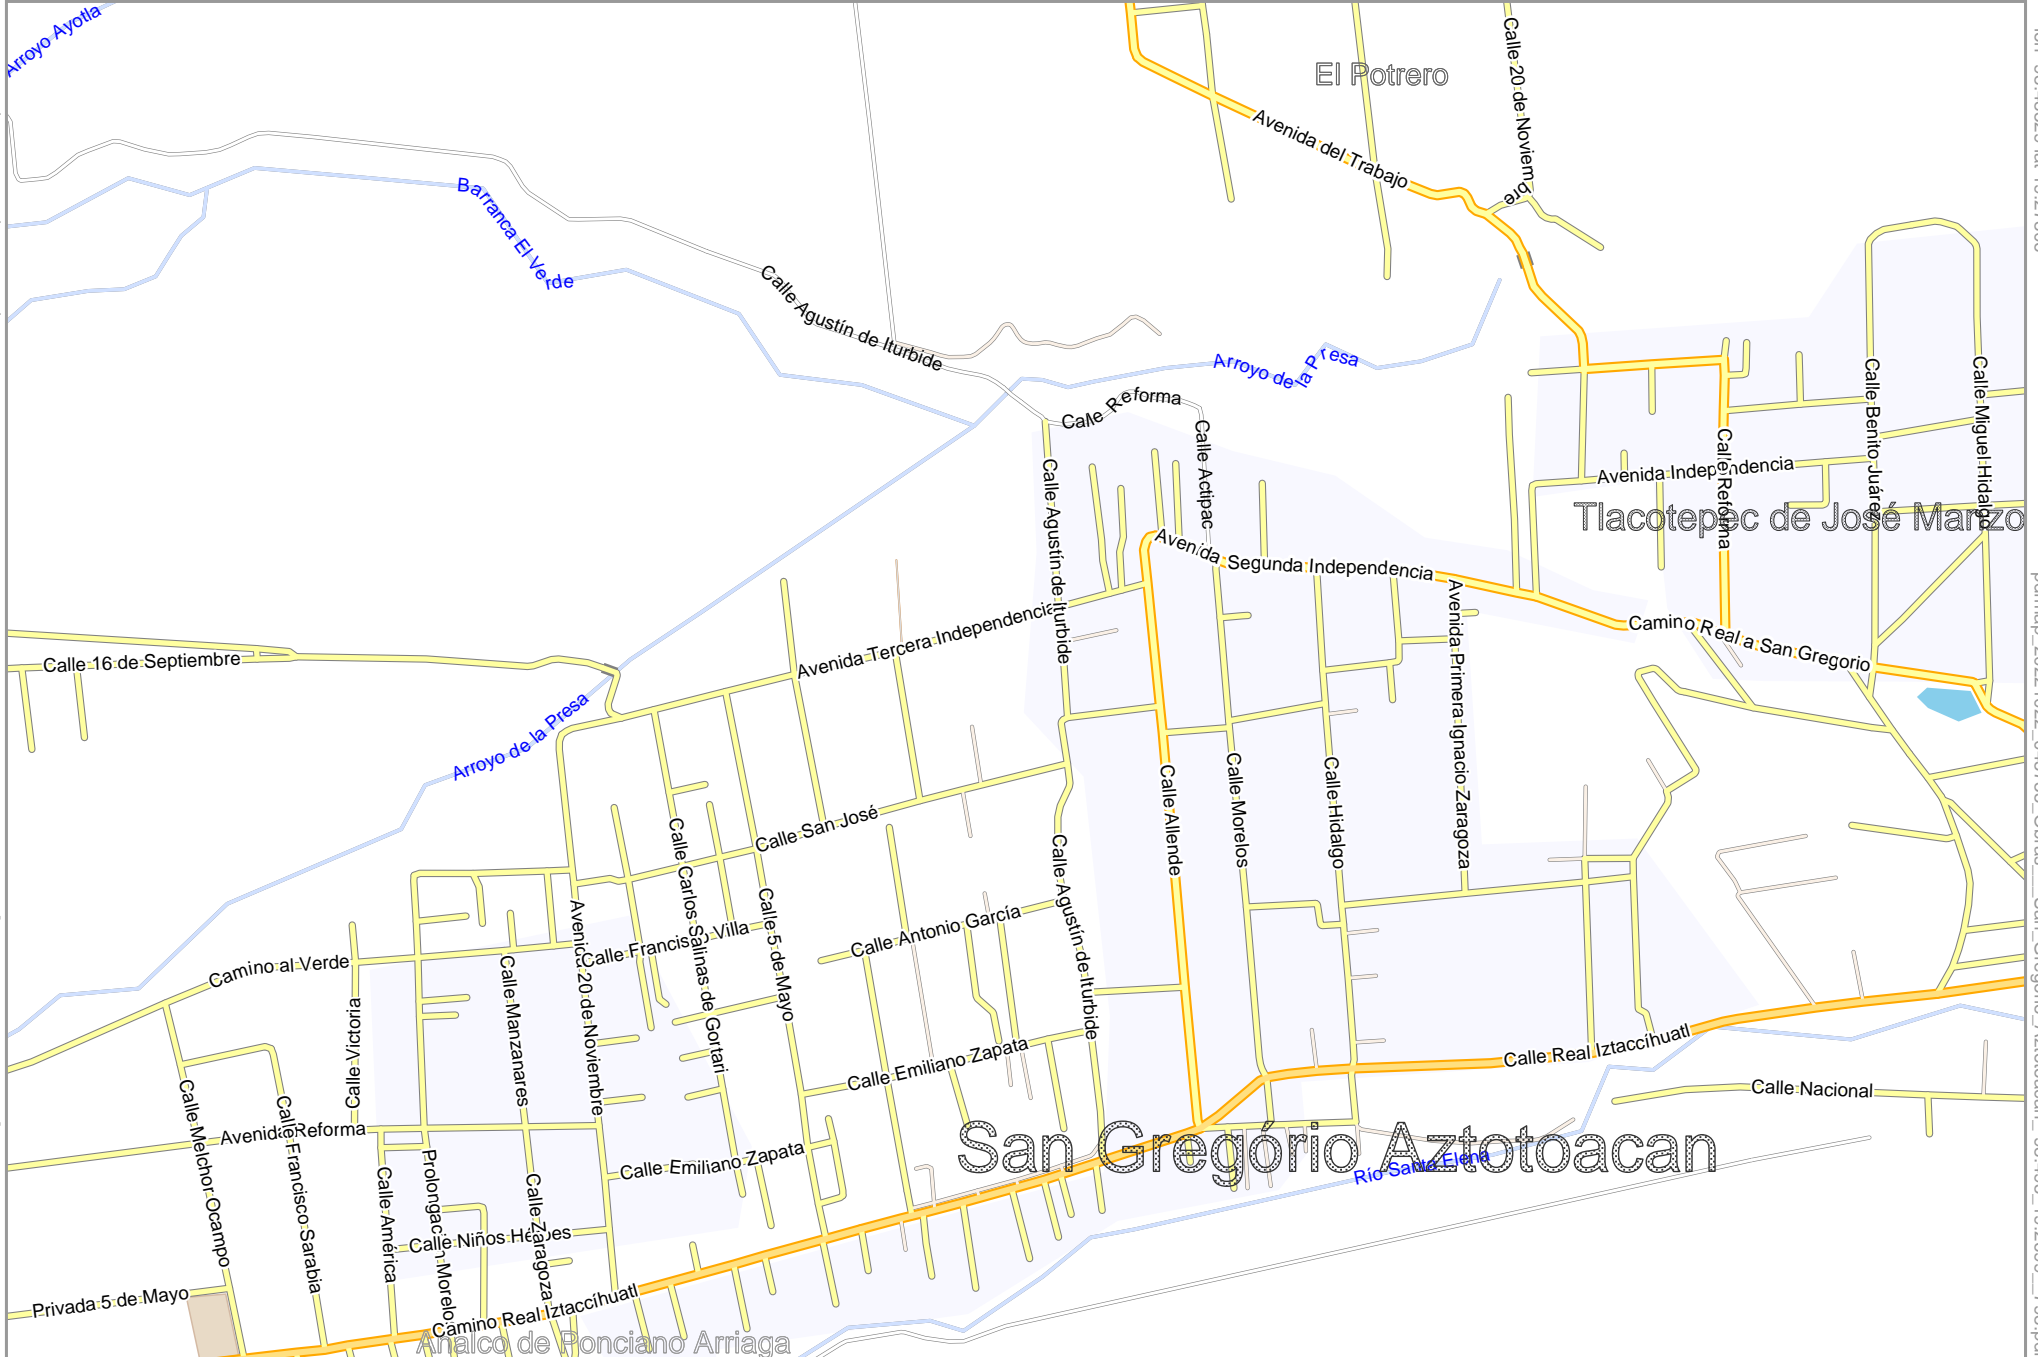 Arroyo Ayotla
El Potrero
Calle 20 de Noviembre
Avenida del Trabajo
Barranca El Verde
Calle Agustín de Iturbide
Arroyo de la Presa
Calle Reforma
Calle Actipac
Calle Benito Juárez
Calle Miguel Hidalgo
Calle Reforma
Avenida Independencia
Tlacotepec de José Manzo
Calle Agustín de Iturbide
Avenida Segunda Independencia
Avenida Tercera Independencia
Avenida Primera Ignacio Zaragoza
Camino Real a San Gregorio
Calle 16 de Septiembre
Arroyo de la Presa
Calle San José
Calle Carlos Salinas de Gortari
Calle 5 de Mayo
Calle Agustín de Iturbide
Calle Allende
Calle Morelos
Calle Hidalgo
Calle Antonio García
Calle Francisco Villa
Avenida 20 de Noviembre
Camino al Verde
Calle Manzanares
Calle Victoria
Calle Emiliano Zapata
Calle Real Iztaccíhuatl
Calle Nacional
Calle Melchor Ocampo
Calle Francisco Sarabia
Avenida Reforma
San Gregório Aztotoacan
Río Santa Elena
Calle Emiliano Zapata
Calle América
Prolongación Morelos
Calle Zaragoza
Calle Niños Héroes
Privada 5 de Mayo
Camino Real Iztaccíhuatl
Analco de Ponciano Arriaga